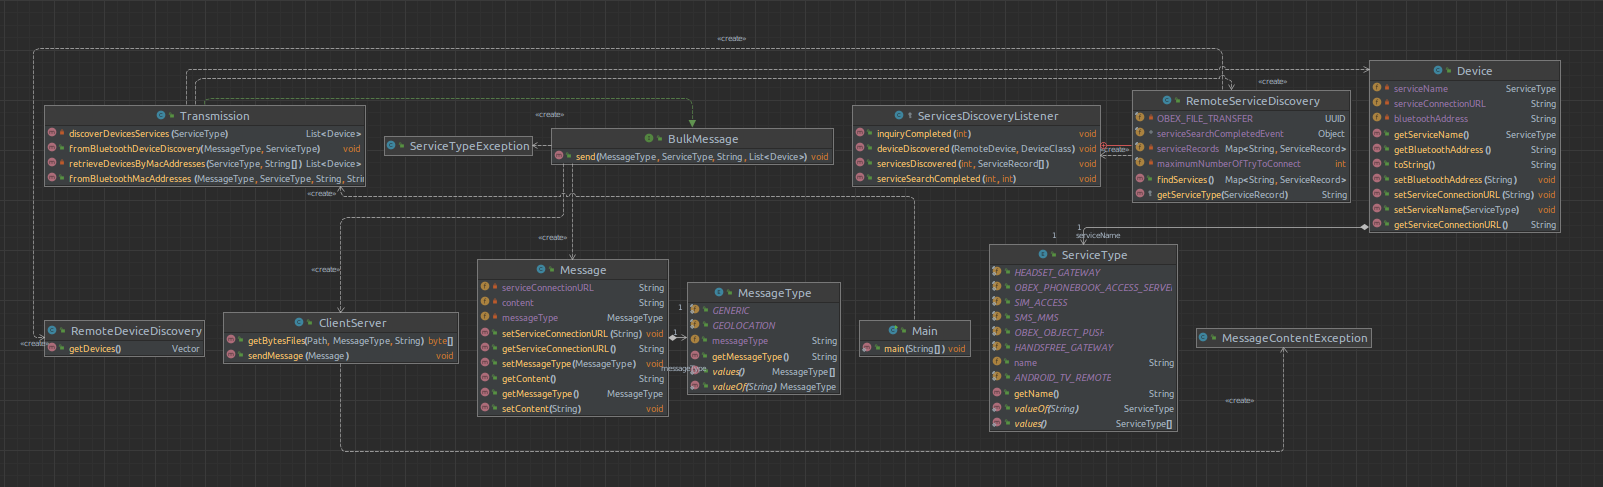 «create»
«create»
Transmission
discoverDevicesServices(ServiceType) List<Device>
fromBluetoothDeviceDiscovery(MessageType, ServiceType) void
retrieveDevicesByMacAddresses(ServiceType, String[]) List<Device>
fromBluetoothMacAddresses(MessageType, ServiceType, String, Stri
«create»
«create»
ServiceTypeException
BulkMessage
send(MessageType, ServiceType, String, List<Device>) void
ServicesDiscoveryListener
inquiryCompleted(int) void
deviceDiscovered(RemoteDevice, DeviceClass) void
servicesDiscovered(int, ServiceRecord[]) void
serviceSearchCompleted(int, int) void
«create»
RemoteServiceDiscovery
OBEX_FILE_TRANSFER UUID
serviceSearchCompletedEvent Object
serviceRecords Map<String, ServiceRecord>
maximumNumberOfTryToConnect int
findServices() Map<String, ServiceRecord>
getServiceType(ServiceRecord) String
Device
serviceName ServiceType
serviceConnectionURL String
bluetoothAddress String
getServiceName() ServiceType
getBluetoothAddress() String
toString() String
setBluetoothAddress(String) void
setServiceConnectionURL(String) void
setServiceName(ServiceType) void
getServiceConnectionURL() String
1
1
serviceName
«create»
«create»
RemoteDeviceDiscovery
getDevices() Vector
«create»
ClientServer
getBytesFiles(Path, MessageType, String) byte[]
sendMessage(Message) void
Message
serviceConnectionURL String
content String
messageType MessageType
setServiceConnectionURL(String) void
getServiceConnectionURL() String
setMessageType(MessageType) void
getContent() String
getMessageType() MessageType
setContent(String) void
1
1
messageType
MessageType
GENERIC
GEOLOCATION
messageType String
getMessageType() String
values() MessageType[]
valueOf(String) MessageType
Main
main(String[]) void
ServiceType
HEADSET_GATEWAY
OBEX_PHONEBOOK_ACCESS_SERVE
SIM_ACCESS
SMS_MMS
OBEX_OBJECT_PUSH
HANDSFREE_GATEWAY
name String
ANDROID_TV_REMOTE
getName() String
valueOf(String) ServiceType
values() ServiceType[]
MessageContentException
«create»